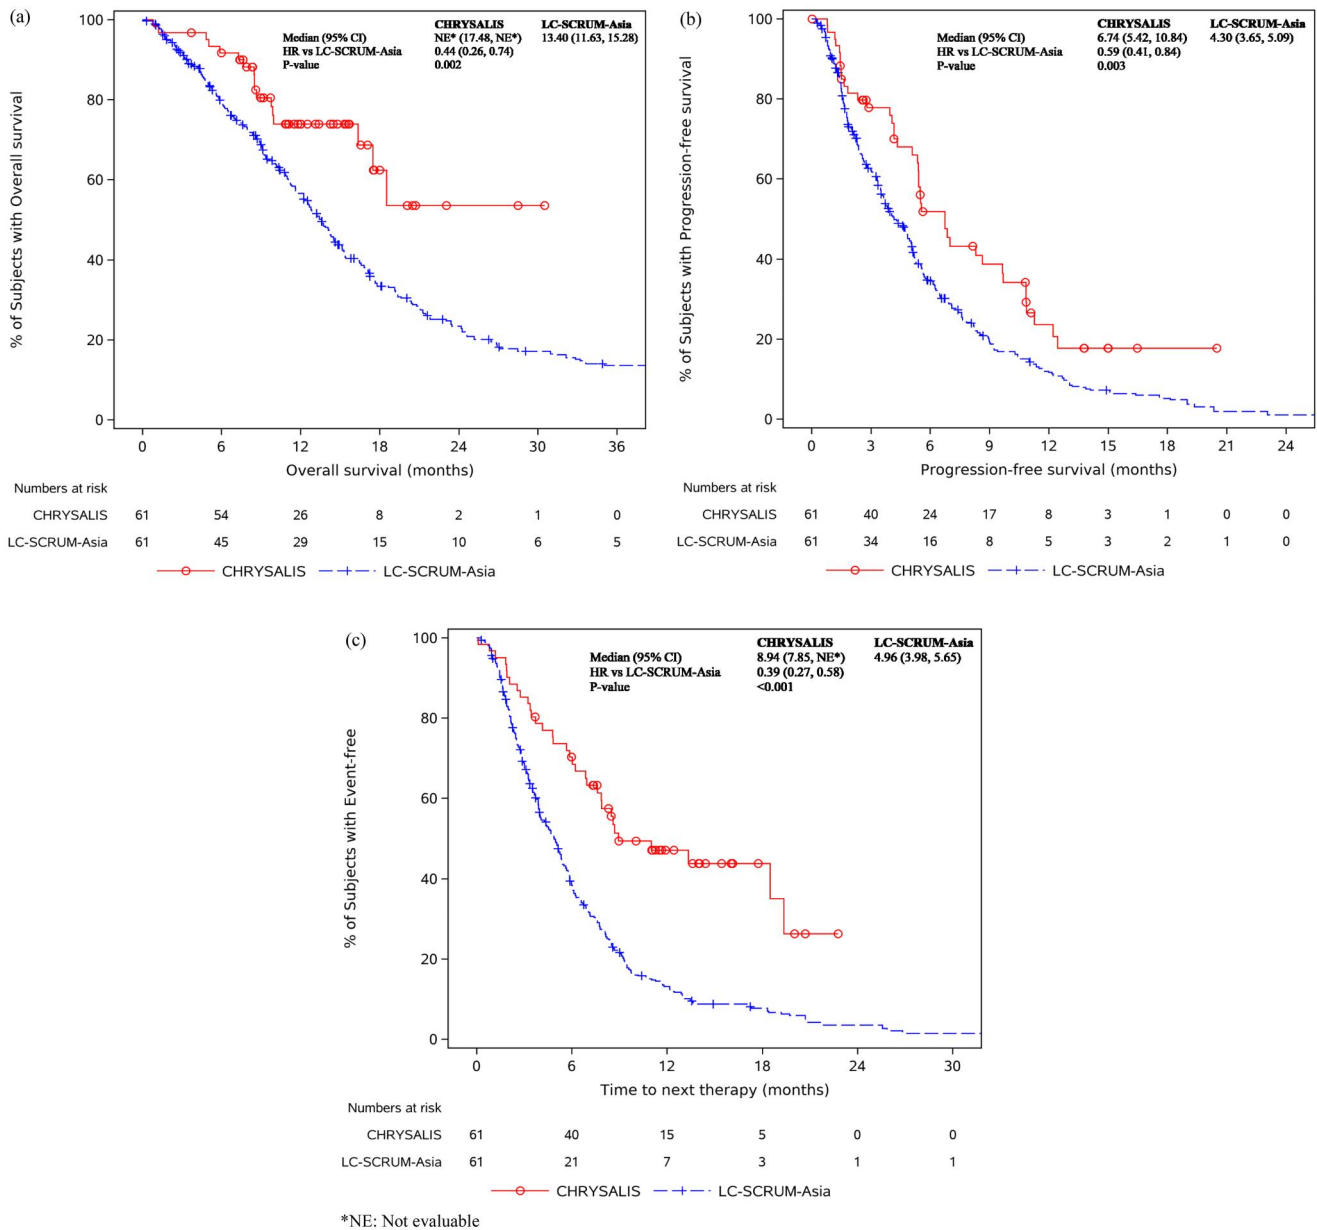 (a)
CHRYSALIS LC-SCRUM-Asia
Median (95% CI) NE* (17.48, NE*) 13.40 (11.63, 15.28)
HR vs LC-SCRUM-Asia 0.44 (0.26, 0.74)
P-value 0.002
% of Subjects with Overall survival
100
80
60
40
20
0
0 6 12 18 24 30 36
Overall survival (months)
Numbers at risk
CHRYSALIS 61 54 26 8 2 1 0
LC-SCRUM-Asia 61 45 29 15 10 6 5
CHRYSALIS LC-SCRUM-Asia
(b)
CHRYSALIS LC-SCRUM-Asia
Median (95% CI) 6.74 (5.42, 10.84) 4.30 (3.65, 5.09)
HR vs LC-SCRUM-Asia 0.59 (0.41, 0.84)
P-value 0.003
% of Subjects with Progression-free survival
100
80
60
40
20
0
0 3 6 9 12 15 18 21 24
Progression-free survival (months)
Numbers at risk
CHRYSALIS 61 40 24 17 8 3 1 0 0
LC-SCRUM-Asia 61 34 16 8 5 3 2 1 0
CHRYSALIS LC-SCRUM-Asia
(c)
CHRYSALIS LC-SCRUM-Asia
Median (95% CI) 8.94 (7.85, NE*) 4.96 (3.98, 5.65)
HR vs LC-SCRUM-Asia 0.39 (0.27, 0.58)
P-value <0.001
% of Subjects with Event-free
100
80
60
40
20
0
0 6 12 18 24 30
Time to next therapy (months)
Numbers at risk
CHRYSALIS 61 40 15 5 0 0
LC-SCRUM-Asia 61 21 7 3 1 1
CHRYSALIS LC-SCRUM-Asia
*NE: Not evaluable